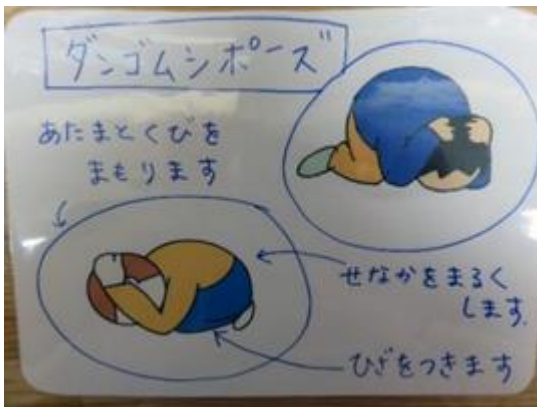 ダンゴムシポーズ
あたまとくびを
まもります
せなかをまるく
します.
ひざをつきます